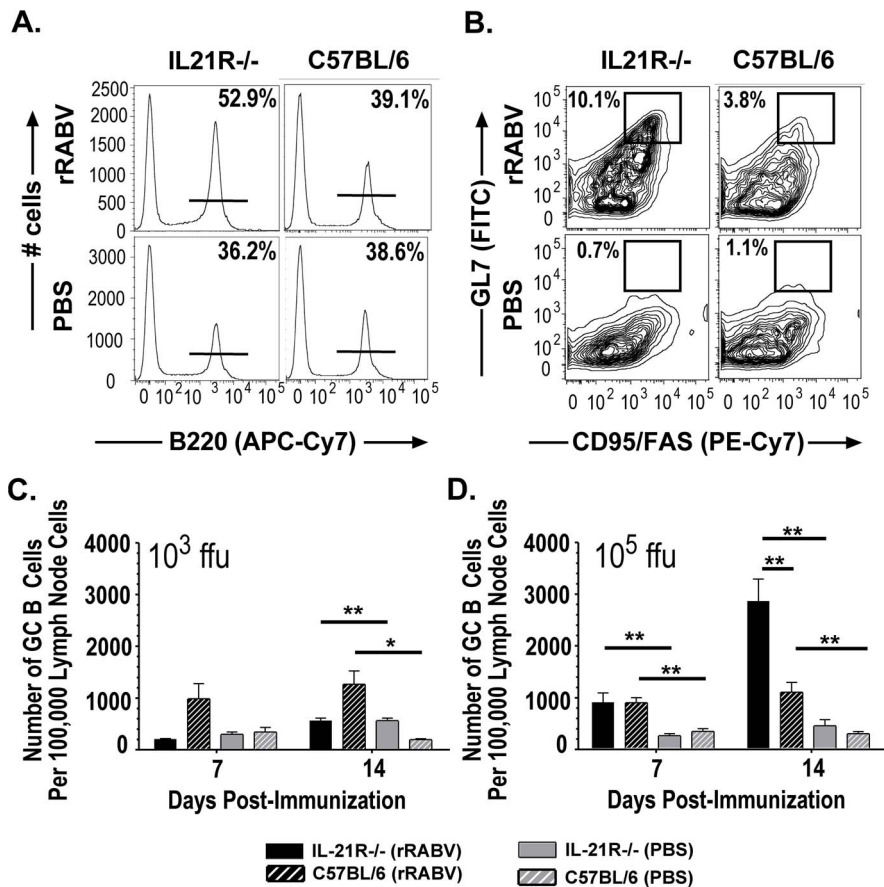 A.
IL21R-/- C57BL/6
rRABV
PBS
# cells
2500
2000
1500
1000
500
0
52.9%
39.1%
3000
2000
1000
0
36.2%
38.6%
0 10² 10³ 10⁴ 10⁵ 0 10² 10³ 10⁴ 10⁵
B220 (APC-Cy7)
B.
IL21R-/- C57BL/6
rRABV
PBS
GL7 (FITC)
10⁵
10⁴
10³
10²
0
10.1%
3.8%
10⁵
10⁴
10³
10²
0
0.7%
1.1%
0 10² 10³ 10⁴ 10⁵ 0 10² 10³ 10⁴ 10⁵
CD95/FAS (PE-Cy7)
C.
Number of GC B Cells
Per 100,000 Lymph Node Cells
4000
3000
2000
1000
0
10³ ffu
**
*
7 14
Days Post-Immunization
D.
Number of GC B Cells
Per 100,000 Lymph Node Cells
4000
3000
2000
1000
0
10⁵ ffu
**
**
**
**
**
7 14
Days Post-Immunization
IL-21R-/- (rRABV)
C57BL/6 (rRABV)
IL-21R-/- (PBS)
C57BL/6 (PBS)